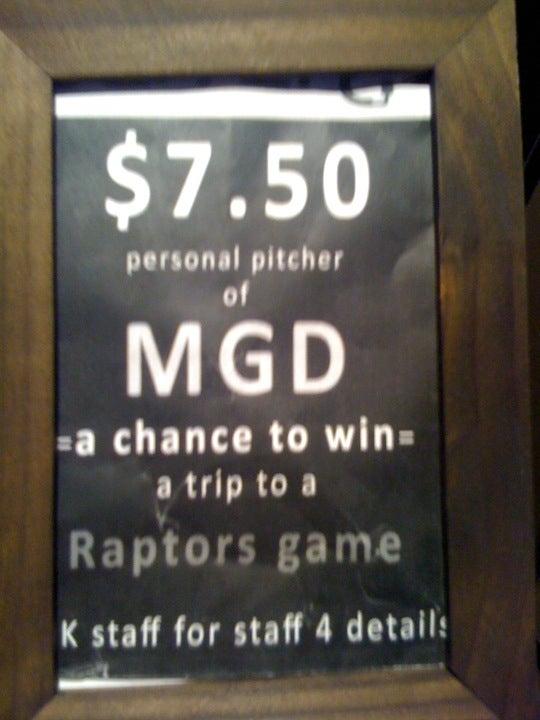 $7.50
personal pitcher
of
MGD
=a chance to win=
a trip to a
Raptors game
K staff for staff 4 details